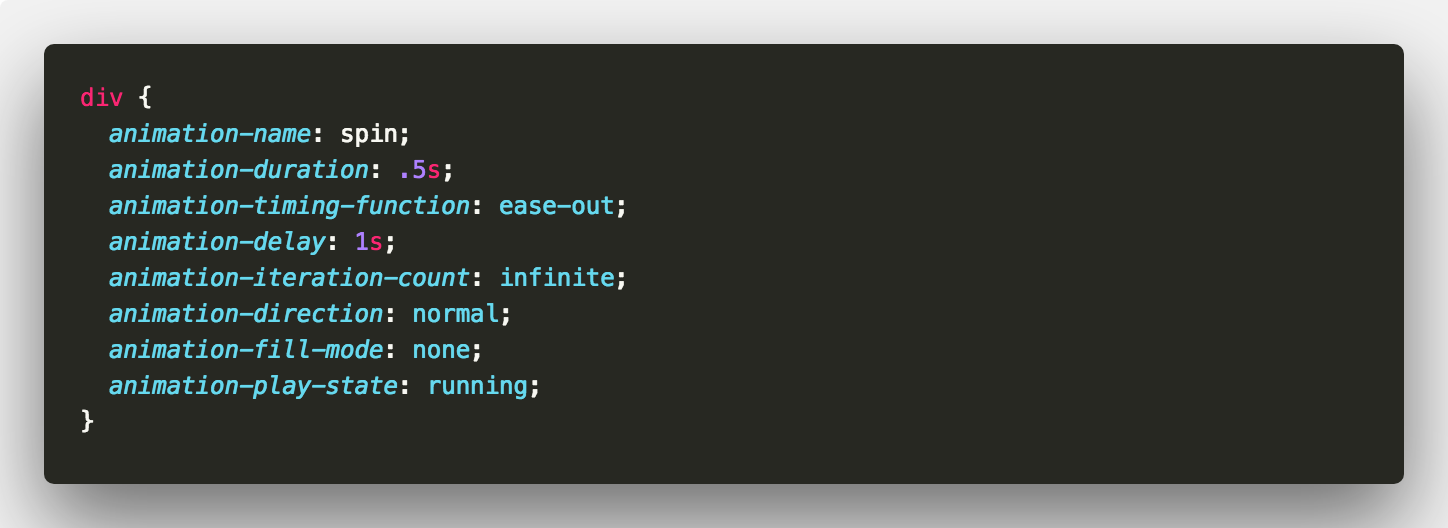 div {
  animation-name: spin;
  animation-duration: .5s;
  animation-timing-function: ease-out;
  animation-delay: 1s;
  animation-iteration-count: infinite;
  animation-direction: normal;
  animation-fill-mode: none;
  animation-play-state: running;
}